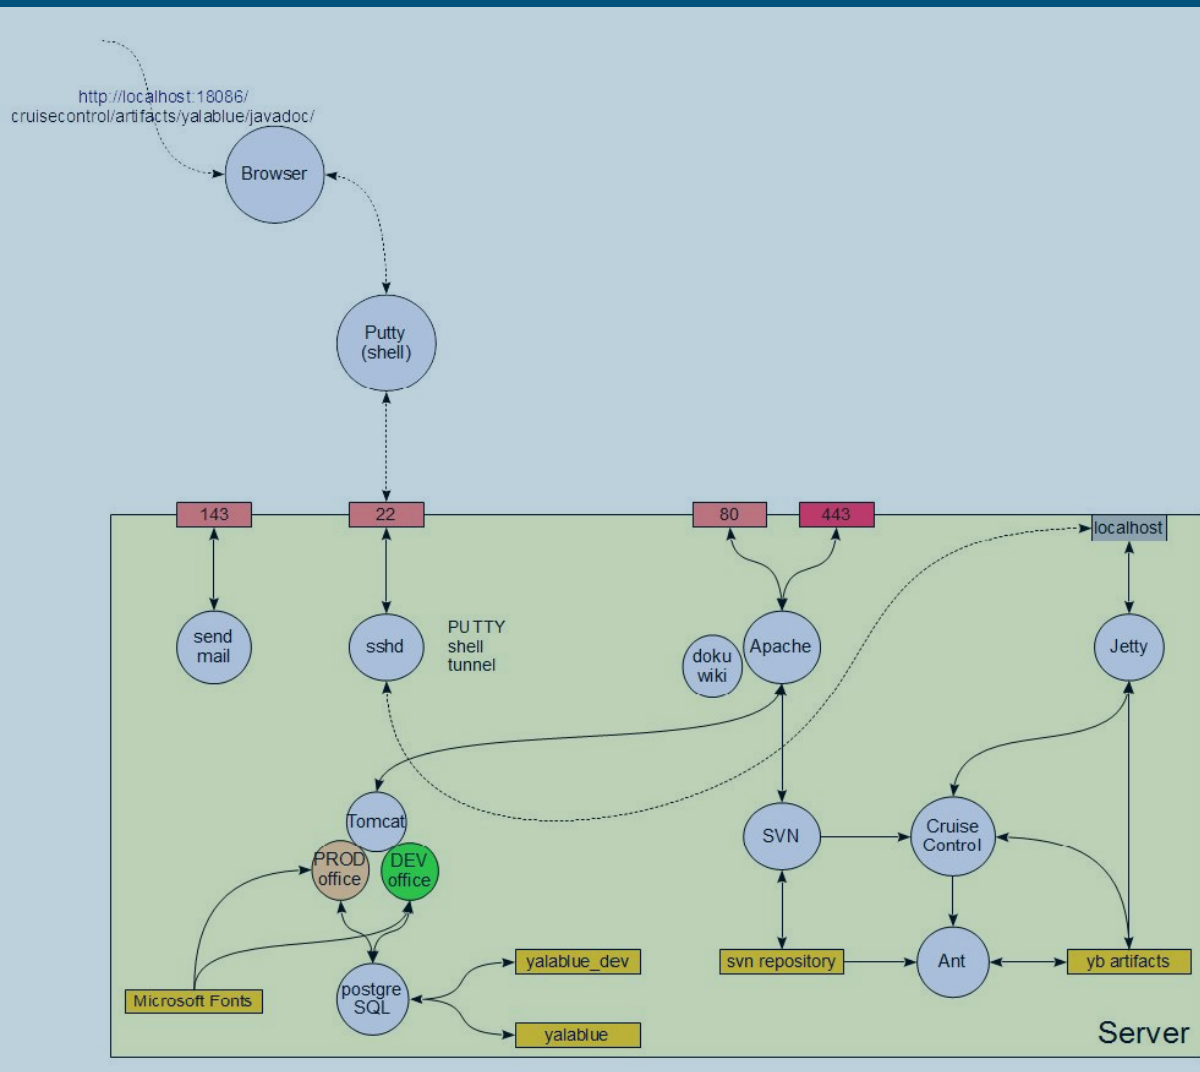 http://localhost:18086/
cruisecontrol/artifacts/yalablue/javadoc/
Browser
Putty
(shell)
143
22
80
443
localhost
send
mail
sshd
PUTTY
shell
tunnel
doku
wiki
Apache
Jetty
Tomcat
PROD
office
DEV
office
SVN
Cruise
Control
Microsoft Fonts
postgre
SQL
yalablue_dev
yalablue
svn repository
Ant
yb artifacts
Server